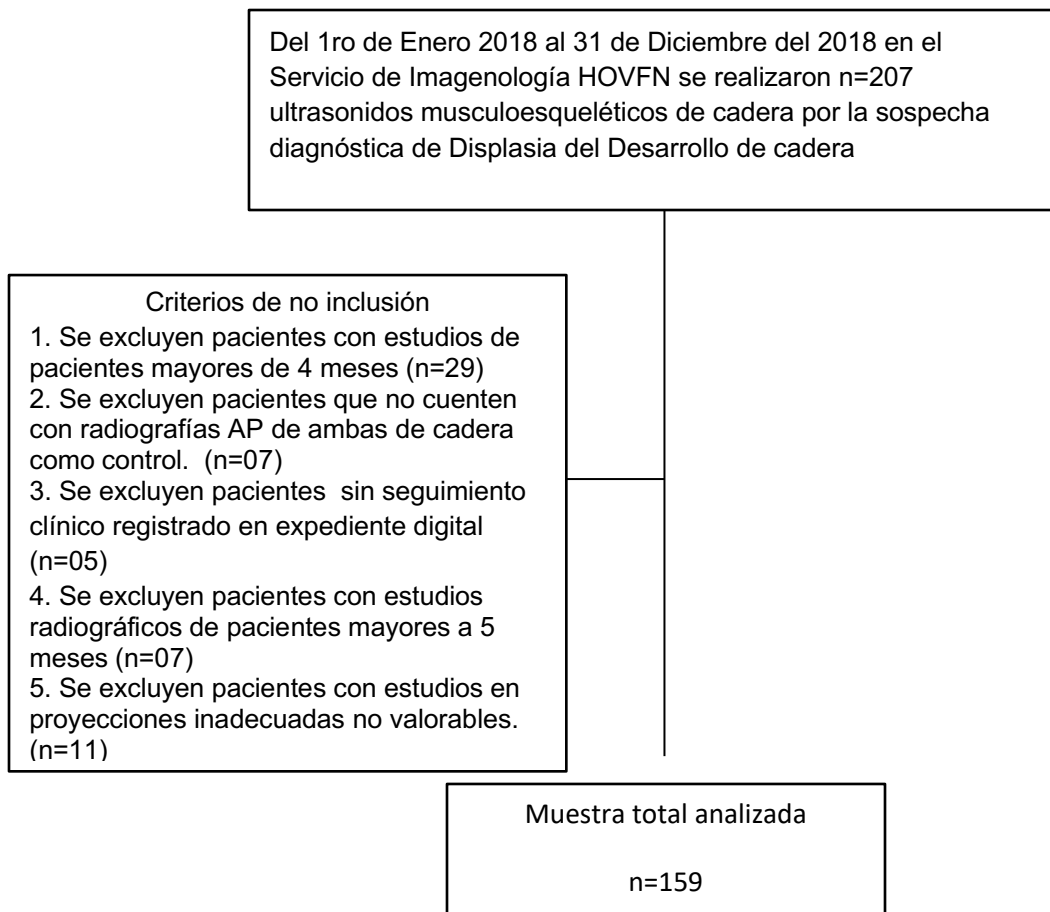 Del 1ro de Enero 2018 al 31 de Diciembre del 2018 en el
Servicio de Imagenología HOVFN se realizaron n=207
ultrasonidos musculoesqueléticos de cadera por la sospecha
diagnóstica de Displasia del Desarrollo de cadera
Criterios de no inclusión
1. Se excluyen pacientes con estudios de
pacientes mayores de 4 meses (n=29)
2. Se excluyen pacientes que no cuenten
con radiografías AP de ambas de cadera
como control. (n=07)
3. Se excluyen pacientes sin seguimiento
clínico registrado en expediente digital
(n=05)
4. Se excluyen pacientes con estudios
radiográficos de pacientes mayores a 5
meses (n=07)
5. Se excluyen pacientes con estudios en
proyecciones inadecuadas no valorables.
(n=11)
Muestra total analizada
n=159